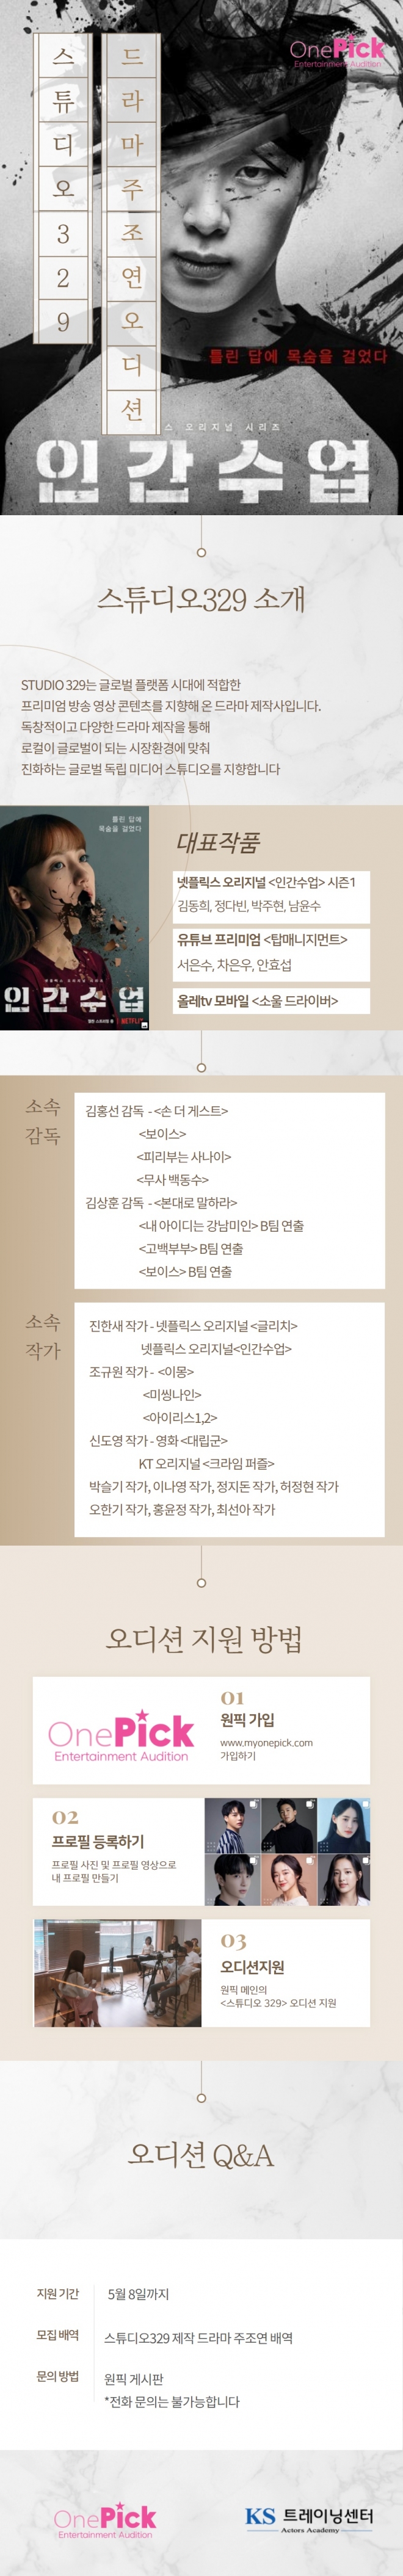 스튜디오329
드라마주조연오디션
OnePick
Entertainment Audition
틀린 답에 목숨을 걸었다
스 오리지널 시리즈
인간수업
스튜디오329 소개
STUDIO 329는 글로벌 플랫폼 시대에 적합한
프리미엄 방송 영상 콘텐츠를 지향해 온 드라마 제작사입니다.
독창적이고 다양한 드라마 제작을 통해
로컬이 글로벌이 되는 시장환경에 맞춰
진화하는 글로벌 독립 미디어 스튜디오를 지향합니다
틀린 답에
목숨을 걸었다
인간수업
NETFLIX
대표작품
넷플릭스 오리지널 <인간수업> 시즌1
김동희, 정다빈, 박주현, 남윤수
유튜브 프리미엄 <탑매니지먼트>
서은수, 차은우, 안효섭
올레tv 모바일 <소울 드라이버>
소속
감독
김홍선 감독 - <손 더 게스트>
<보이스>
<피리부는 사나이>
<무사 백동수>
김상훈 감독 - <본대로 말하라>
<내 아이디는 강남미인> B팀 연출
<고백부부> B팀 연출
<보이스> B팀 연출
소속
작가
진한새 작가 - 넷플릭스 오리지널 <글리치>
넷플릭스 오리지널<인간수업>
조규원 작가 - <이몽>
<미씽나인>
<아이리스1,2>
신도영 작가 - 영화 <대립군>
KT 오리지널 <크라임 퍼즐>
박슬기 작가, 이나영 작가, 정지돈 작가, 허정현 작가
오한기 작가, 홍윤정 작가, 최선아 작가
오디션 지원 방법
OnePick
Entertainment Audition
01
원픽 가입
www.myonepick.com
가입하기
02
프로필 등록하기
프로필 사진 및 프로필 영상으로
내 프로필 만들기
03
오디션지원
원픽 메인의
<스튜디오 329> 오디션 지원
오디션 Q&A
지원 기간
5월 8일까지
모집 배역
스튜디오329 제작 드라마 주조연 배역
문의 방법
원픽 게시판
*전화 문의는 불가능합니다
OnePick
Entertainment Audition
KS 트레이닝센터
Actors Academy